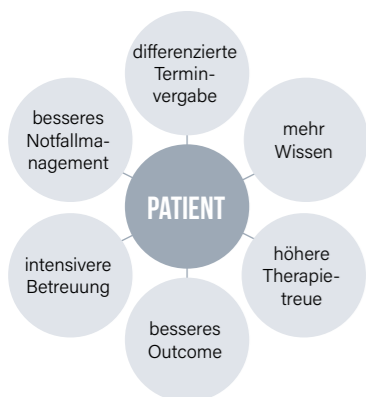 differenzierte
Termin-
vergabe
mehr
Wissen
höhere
Therapie-
treue
besseres
Outcome
intensivere
Betreuung
besseres
Notfallma-
nagement
PATIENT